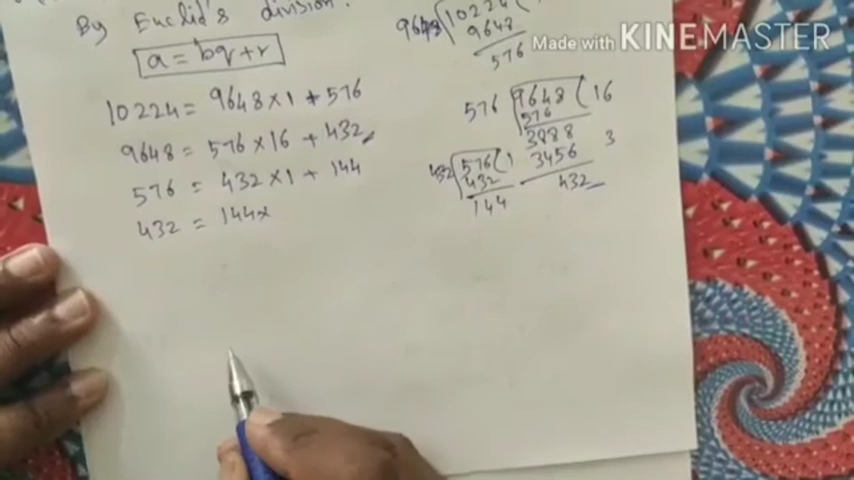 By Euclid's division.
a = bq + r
10224 = 9648 × 1 + 576
9648 = 576 × 16 + 432
576 = 432 × 1 + 144
432 = 144 ×
9648 10224 (
9648
576
Made with KINEMASTER
576 9648 ( 16
576
3888 3
3456
432
432 576 ( 1
432
144